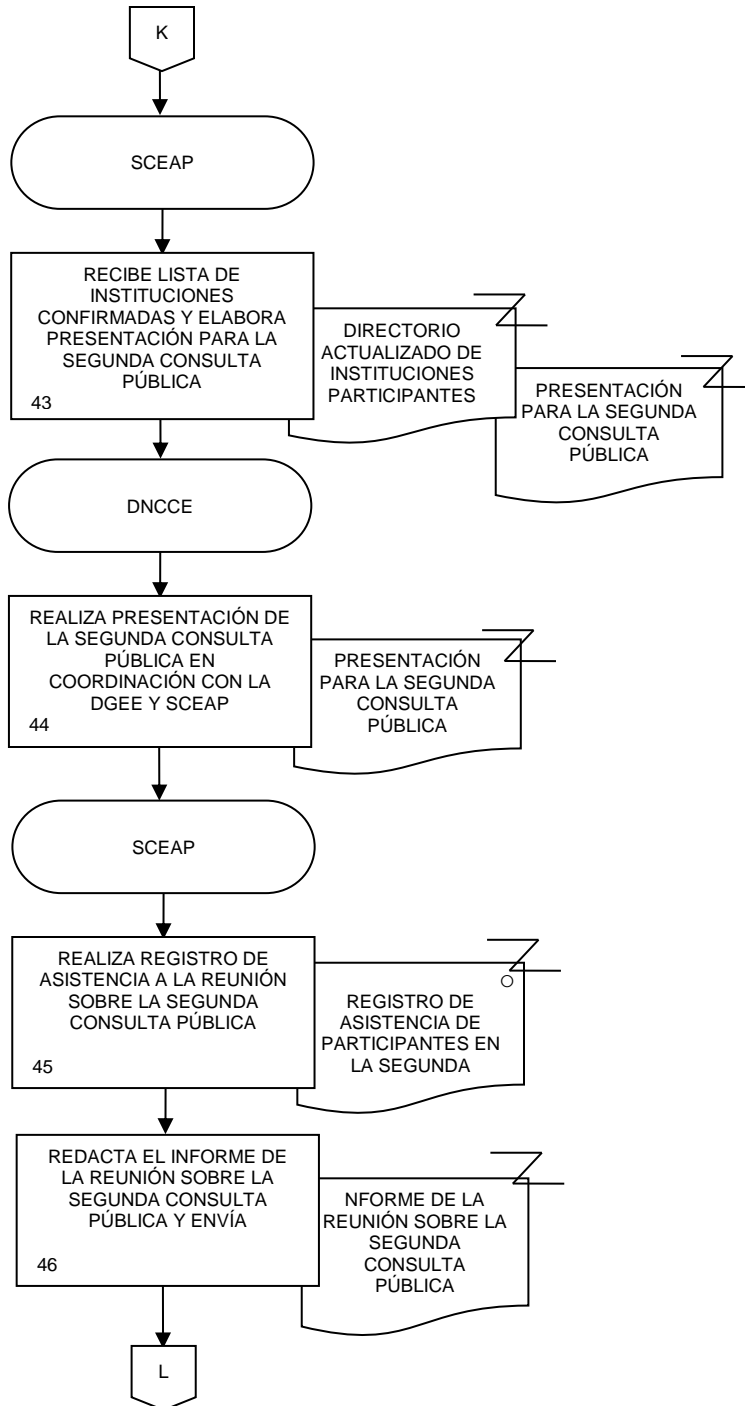 K
SCEAP
RECIBE LISTA DE
INSTITUCIONES
CONFIRMADAS Y ELABORA
PRESENTACIÓN PARA LA
SEGUNDA CONSULTA
PÚBLICA
43
DIRECTORIO
ACTUALIZADO DE
INSTITUCIONES
PARTICIPANTES
PRESENTACIÓN
PARA LA SEGUNDA
CONSULTA
PÚBLICA
DNCCE
REALIZA PRESENTACIÓN DE
LA SEGUNDA CONSULTA
PÚBLICA EN
COORDINACIÓN CON LA
DGEE Y SCEAP
44
PRESENTACIÓN
PARA LA SEGUNDA
CONSULTA
PÚBLICA
SCEAP
REALIZA REGISTRO DE
ASISTENCIA A LA REUNIÓN
SOBRE LA SEGUNDA
CONSULTA PÚBLICA
45
O
REGISTRO DE
ASISTENCIA DE
PARTICIPANTES EN
LA SEGUNDA
REDACTA EL INFORME DE
LA REUNIÓN SOBRE LA
SEGUNDA CONSULTA
PÚBLICA Y ENVÍA
46
NFORME DE LA
REUNIÓN SOBRE LA
SEGUNDA
CONSULTA
PÚBLICA
L